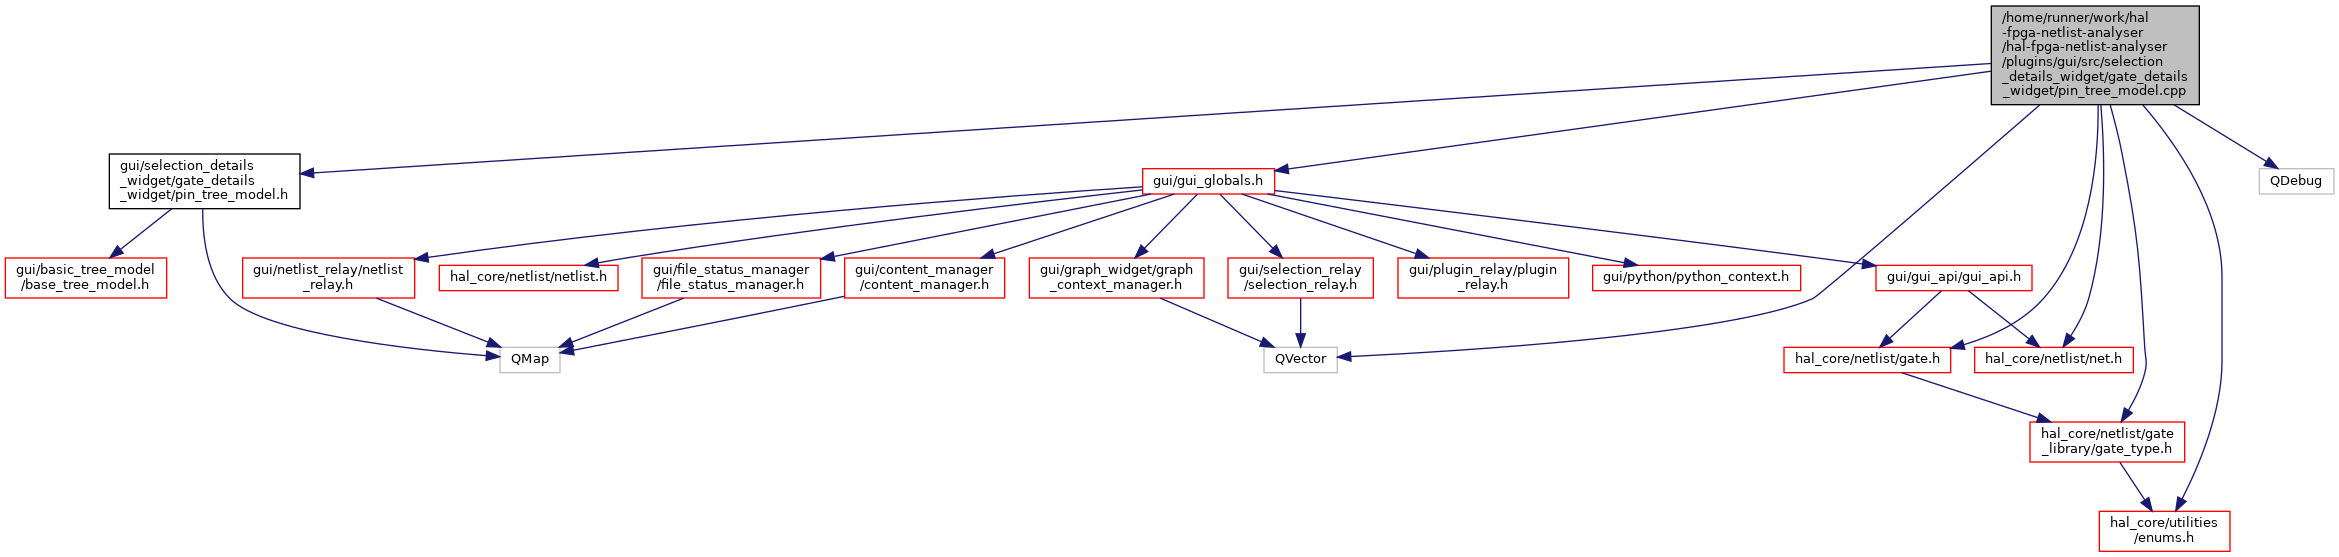 /home/runner/work/hal
-fpga-netlist-analyser
/hal-fpga-netlist-analyser
/plugins/gui/src/selection
_details_widget/gate_details
_widget/pin_tree_model.cpp
gui/selection_details
_widget/gate_details
_widget/pin_tree_model.h
gui/gui_globals.h
QDebug
gui/basic_tree_model
/base_tree_model.h
gui/netlist_relay/netlist
_relay.h
hal_core/netlist/netlist.h
gui/file_status_manager
/file_status_manager.h
gui/content_manager
/content_manager.h
gui/graph_widget/graph
_context_manager.h
gui/selection_relay
/selection_relay.h
gui/plugin_relay/plugin
_relay.h
gui/python/python_context.h
gui/gui_api/gui_api.h
QMap
QVector
hal_core/netlist/gate.h
hal_core/netlist/net.h
hal_core/netlist/gate
_library/gate_type.h
hal_core/utilities
/enums.h